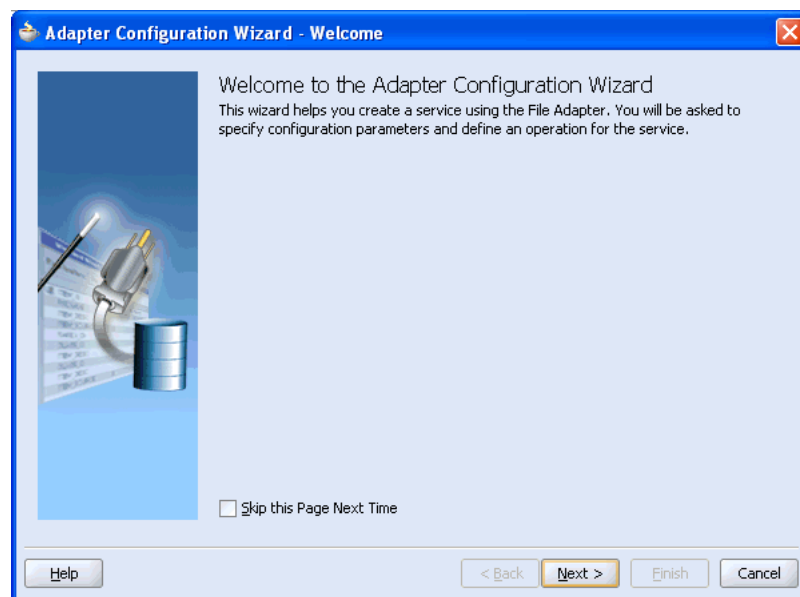 Adapter Configuration Wizard - Welcome
Welcome to the Adapter Configuration Wizard
This wizard helps you create a service using the File Adapter. You will be asked to
specify configuration parameters and define an operation for the service.
Skip this Page Next Time
Help
< Back
Next >
Finish
Cancel